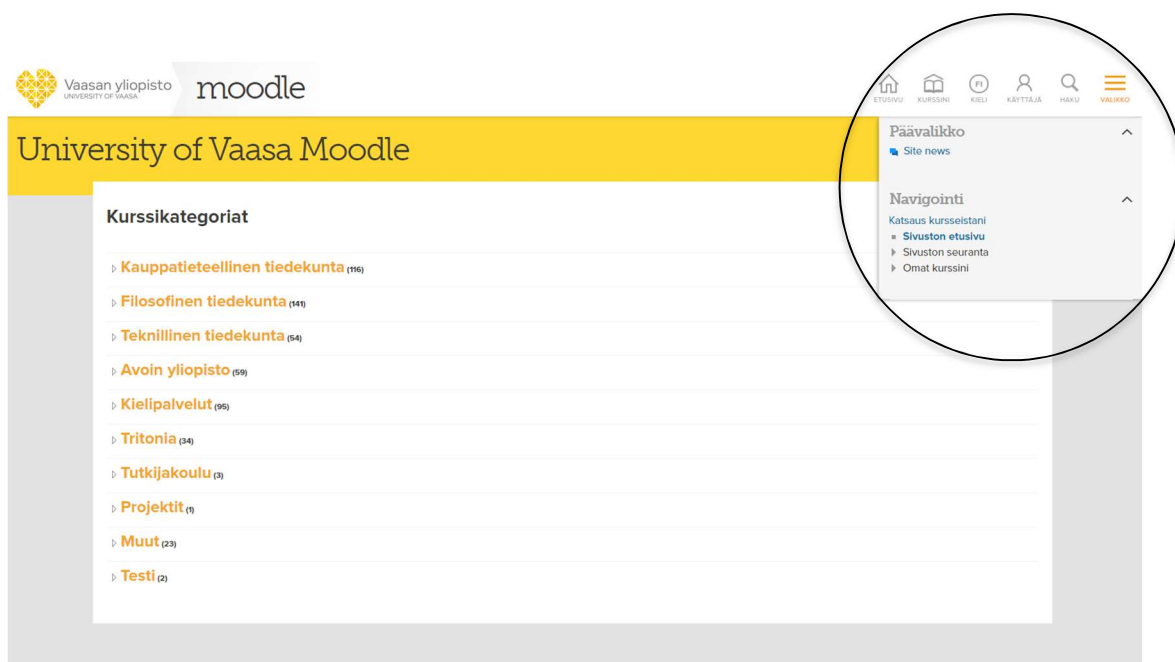 Vaasan yliopisto
UNIVERSITY OF VAASA
moodle
ETUSIVU KURSSINI FI KIELI KÄYTTÄJÄ HAKU VALIKKO
University of Vaasa Moodle
Päävalikko
Site news
Navigointi
Katsaus kursseistani
Sivuston etusivu
Sivuston seuranta
Omat kurssini
Kurssikategoriat
Kauppatieteellinen tiedekunta (116)
Filosofinen tiedekunta (141)
Teknillinen tiedekunta (54)
Avoin yliopisto (59)
Kielipalvelut (95)
Tritonia (34)
Tutkijakoulu (3)
Projektit (1)
Muut (23)
Testi (2)